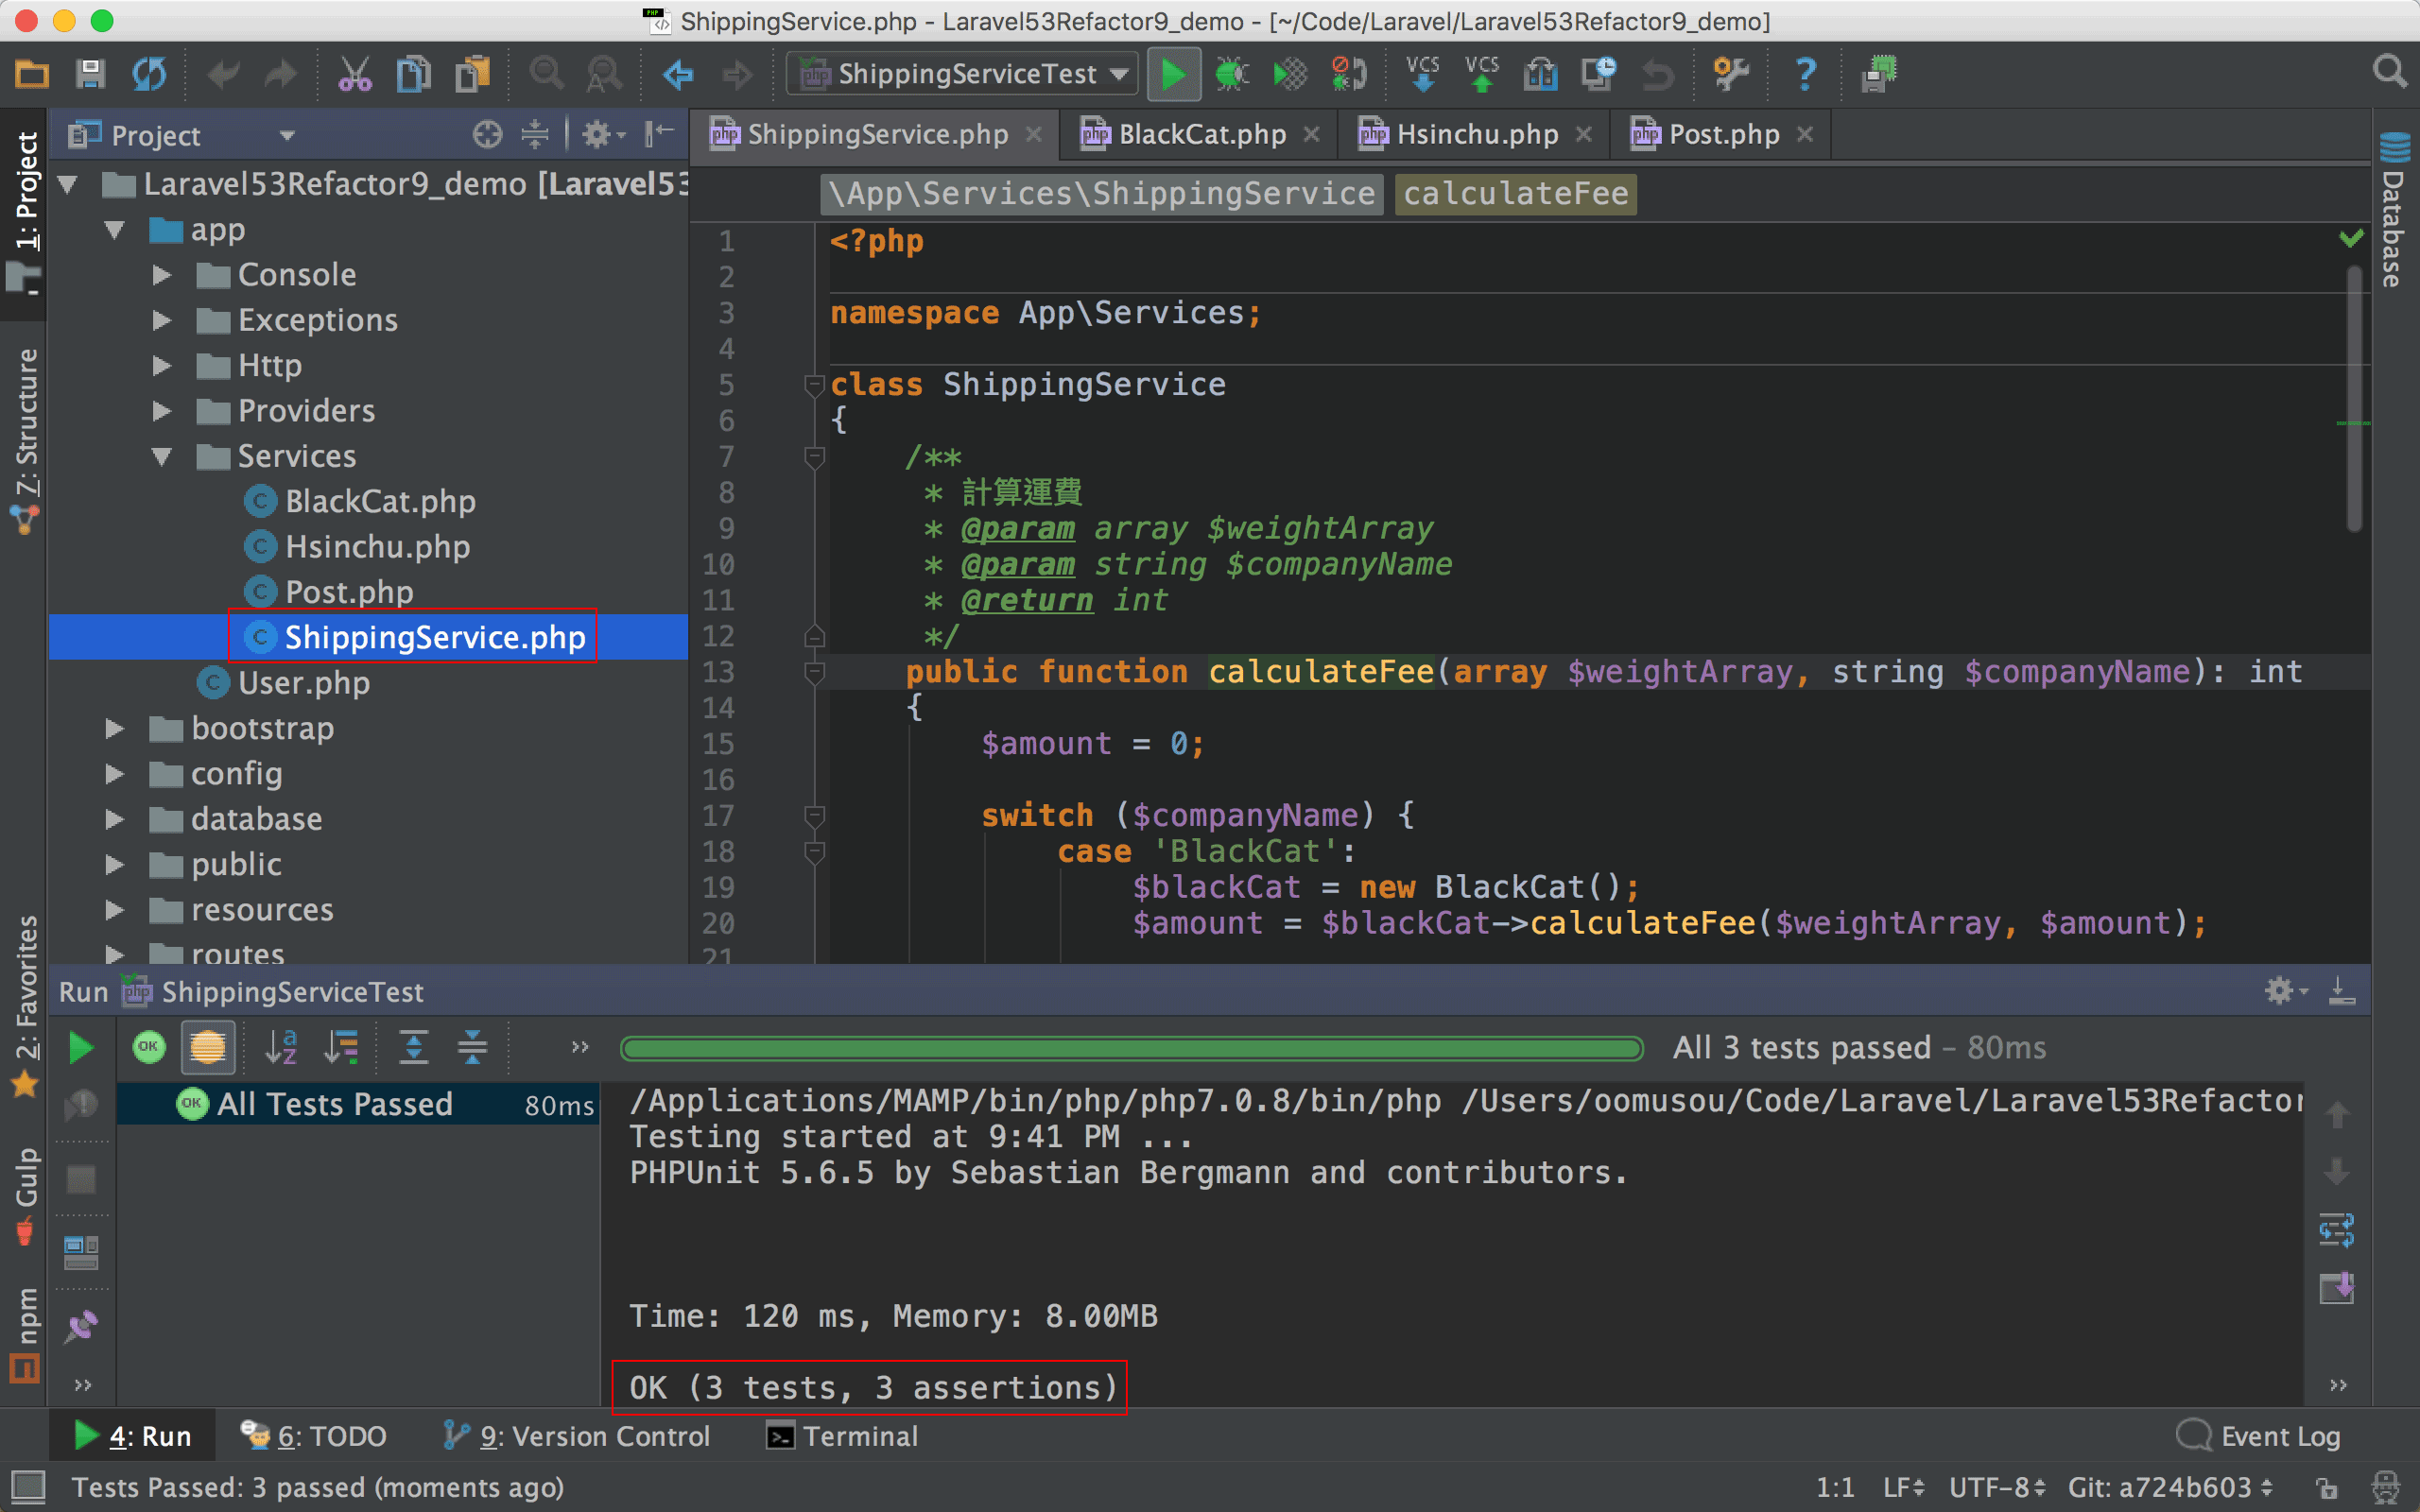 ShippingService.php - Laravel53Refactor9_demo - [~/Code/Laravel/Laravel53Refactor9_demo]
ShippingServiceTest
VCS VCS
1: Project
7: Structure
2: Favorites
Gulp
npm
Project
Laravel53Refactor9_demo [Laravel53
app
Console
Exceptions
Http
Providers
Services
BlackCat.php
Hsinchu.php
Post.php
ShippingService.php
User.php
bootstrap
config
database
public
resources
routes
ShippingService.php BlackCat.php Hsinchu.php Post.php
\App\Services\ShippingService calculateFee
1 <?php
2
3 namespace App\Services;
4
5 class ShippingService
6 {
7 /**
8 * 計算運費
9 * @param array $weightArray
10 * @param string $companyName
11 * @return int
12 */
13 public function calculateFee(array $weightArray, string $companyName): int
14 {
15 $amount = 0;
16
17 switch ($companyName) {
18 case 'BlackCat':
19 $blackCat = new BlackCat();
20 $amount = $blackCat->calculateFee($weightArray, $amount);
21
Database
Run ShippingServiceTest
All 3 tests passed – 80ms
OK All Tests Passed 80ms
/Applications/MAMP/bin/php/php7.0.8/bin/php /Users/oomusou/Code/Laravel/Laravel53Refactor
Testing started at 9:41 PM ...
PHPUnit 5.6.5 by Sebastian Bergmann and contributors.
Time: 120 ms, Memory: 8.00MB
OK (3 tests, 3 assertions)
4: Run 6: TODO 9: Version Control Terminal Event Log
Tests Passed: 3 passed (moments ago) 1:1 LF UTF-8 Git: a724b603